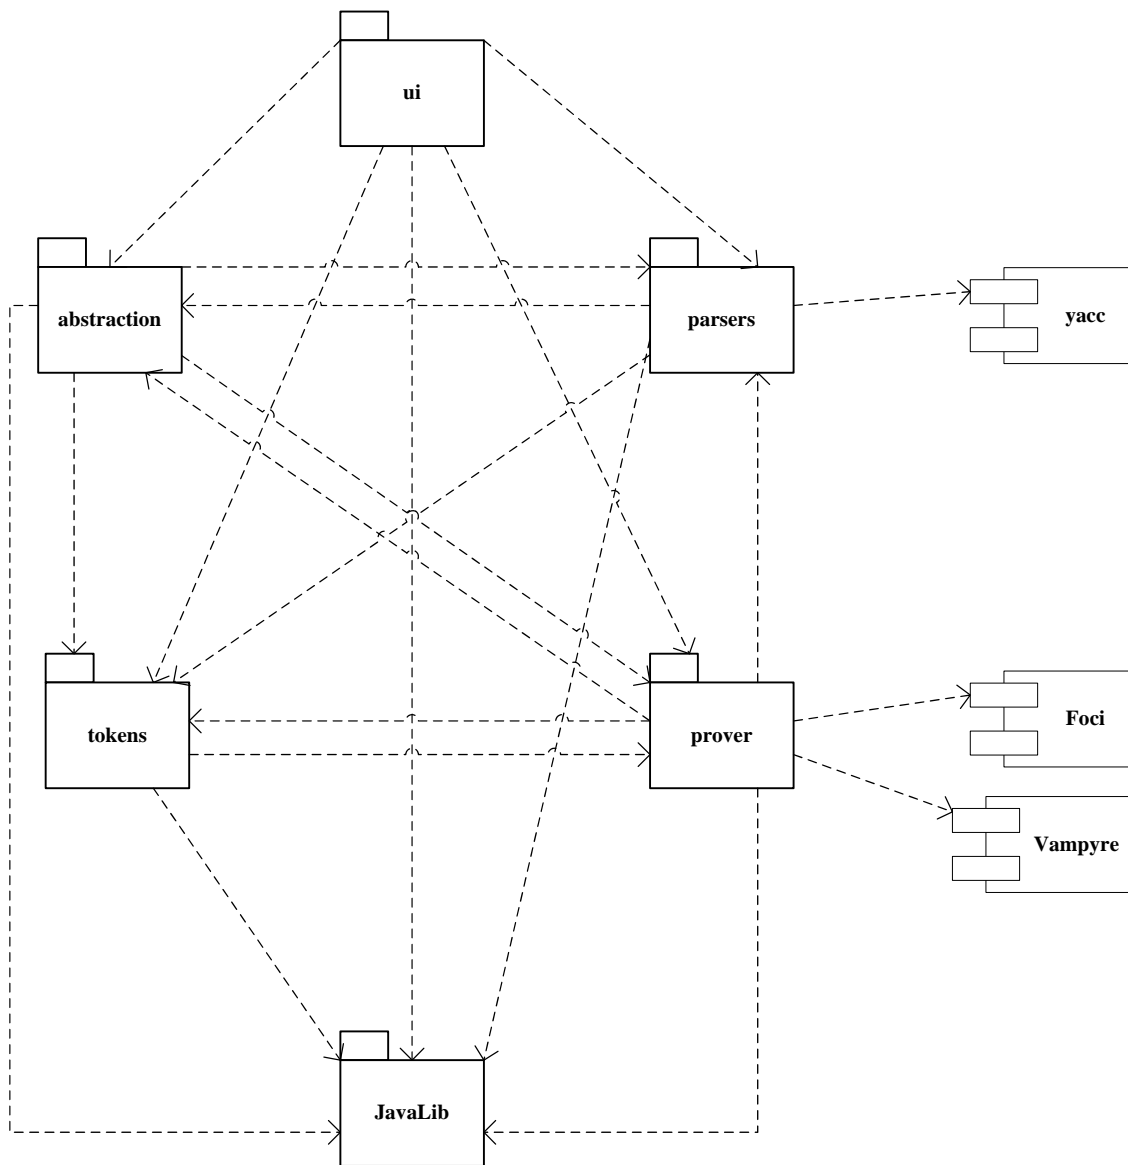 ui
abstraction
parsers
yacc
tokens
prover
Foci
Vampyre
JavaLib